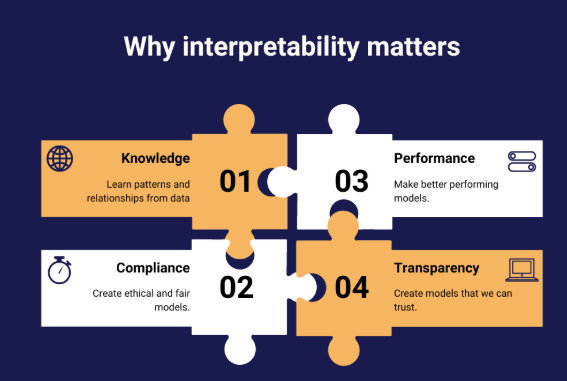 Why interpretability matters
Knowledge
Learn patterns and
relationships from data
01
Compliance
Create ethical and fair
models.
02
03
Performance
Make better performing
models.
04
Transparency
Create models that we can
trust.